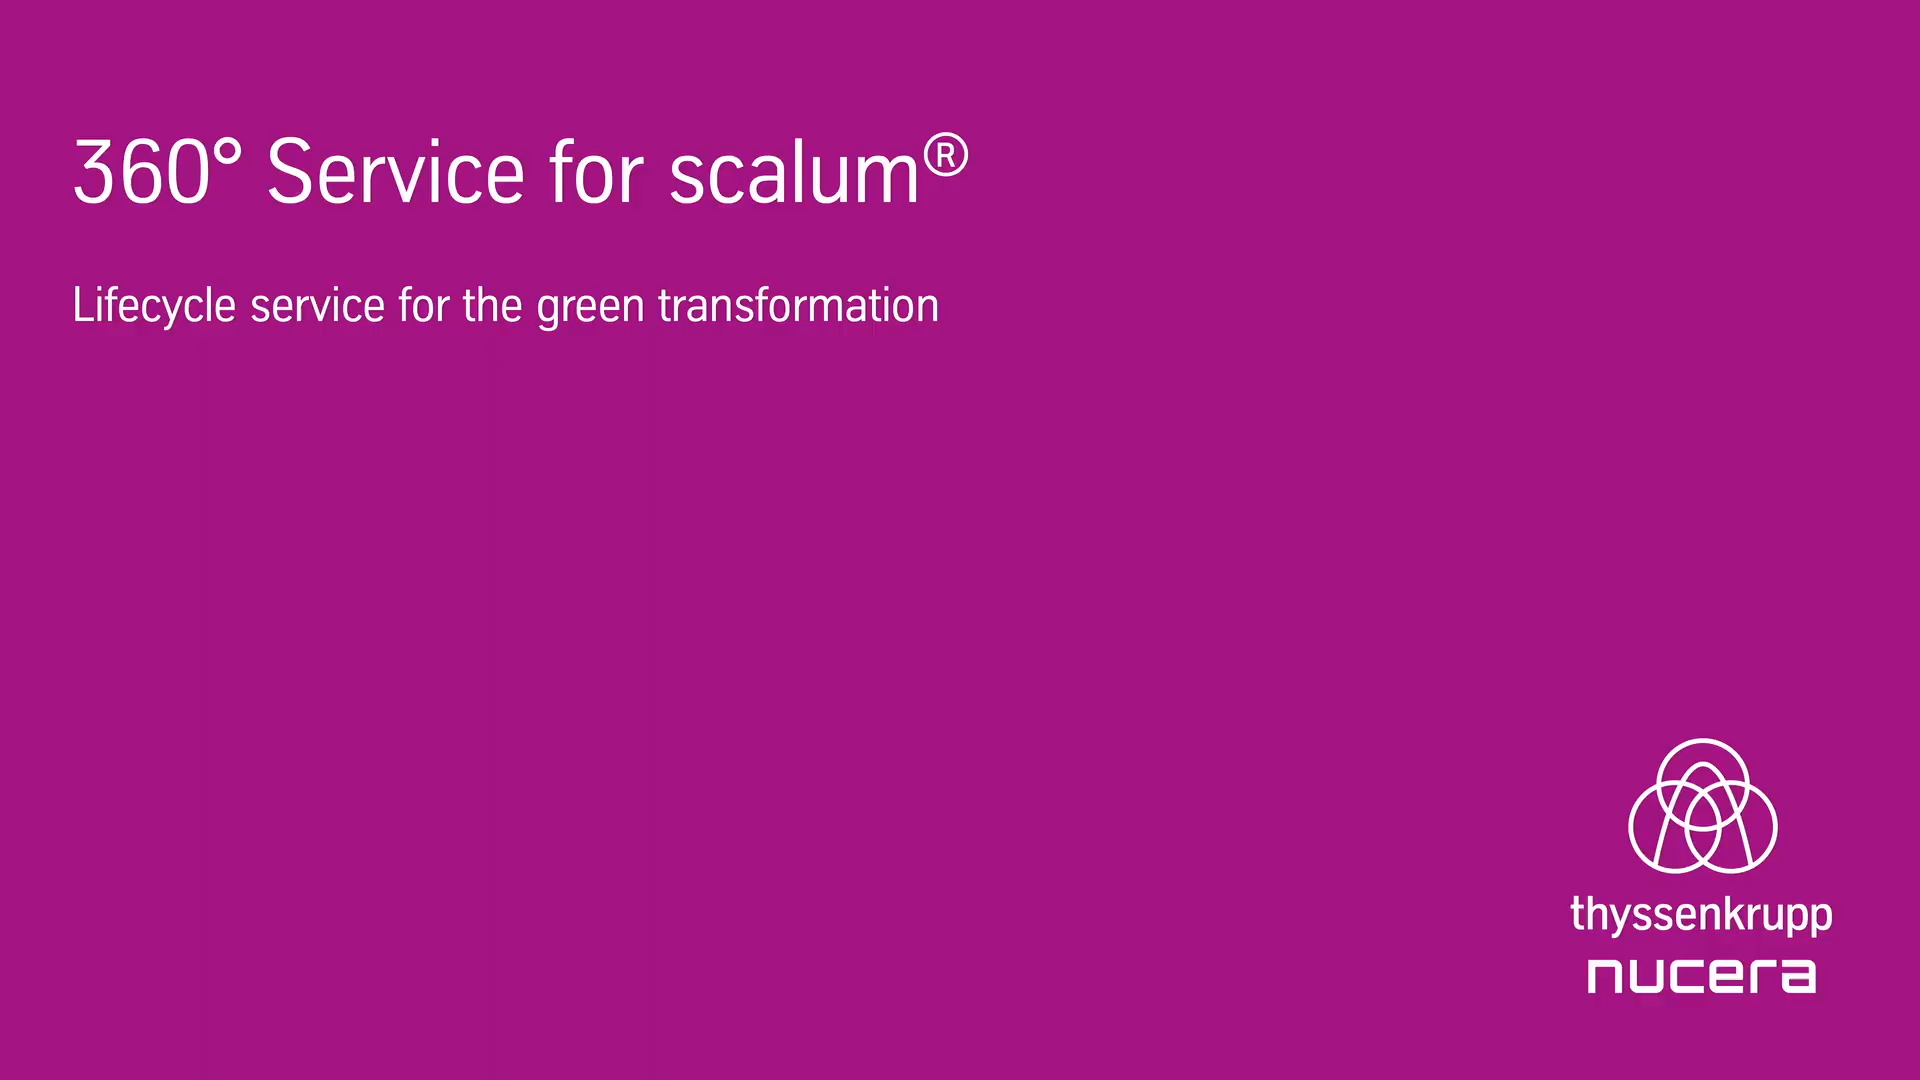 360° Service for scalum®
Lifecycle service for the green transformation
thyssenkrupp
nucera